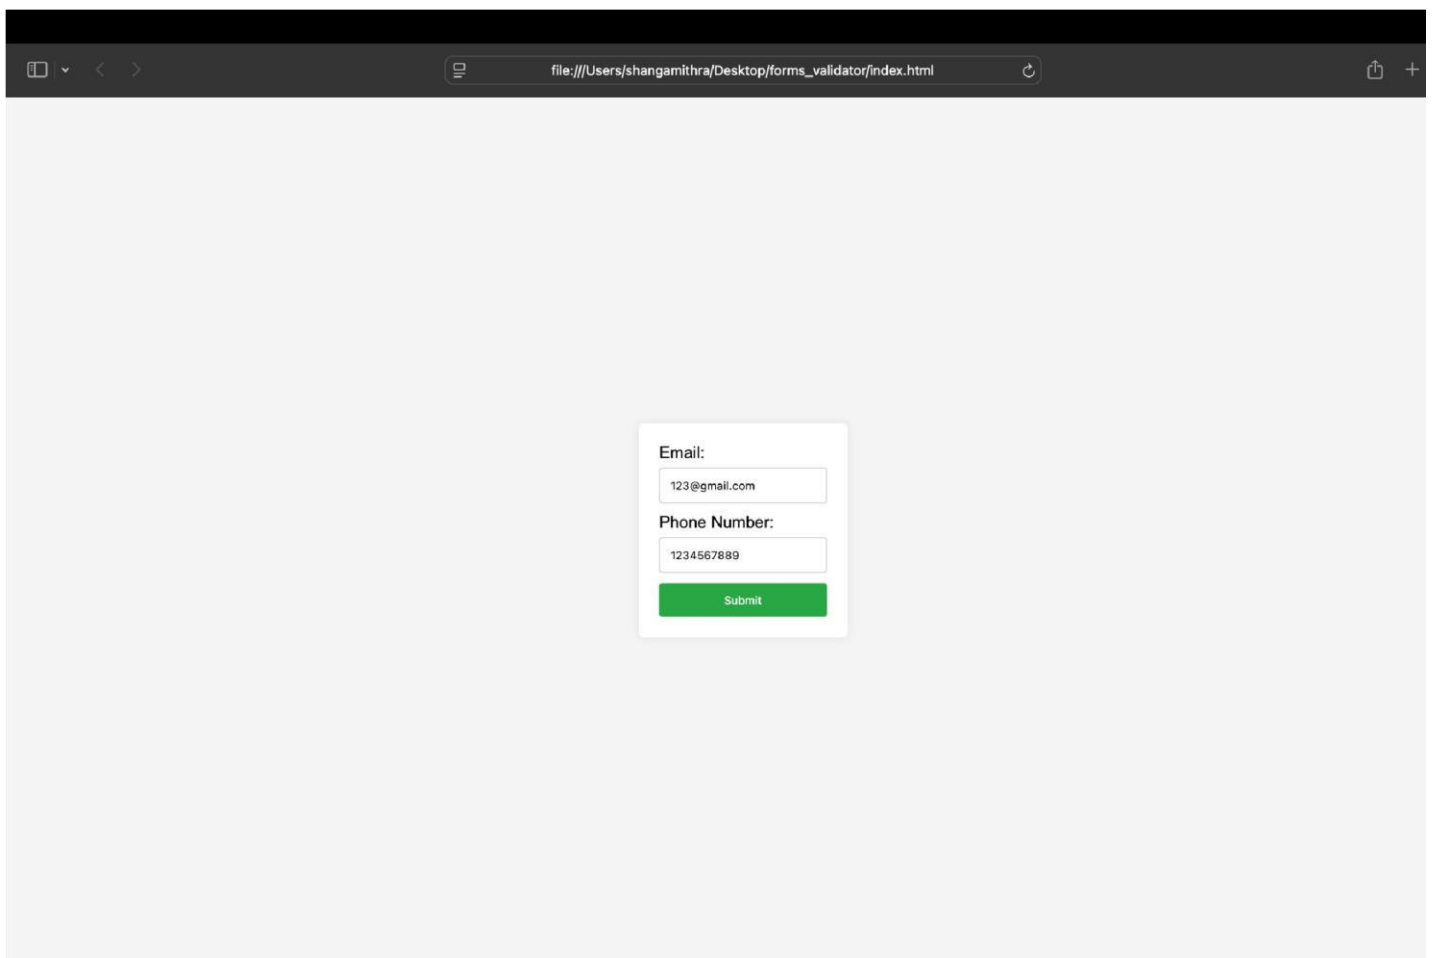 file:///Users/shangamithra/Desktop/forms_validator/index.html
Email:
123@gmail.com
Phone Number:
1234567889
Submit